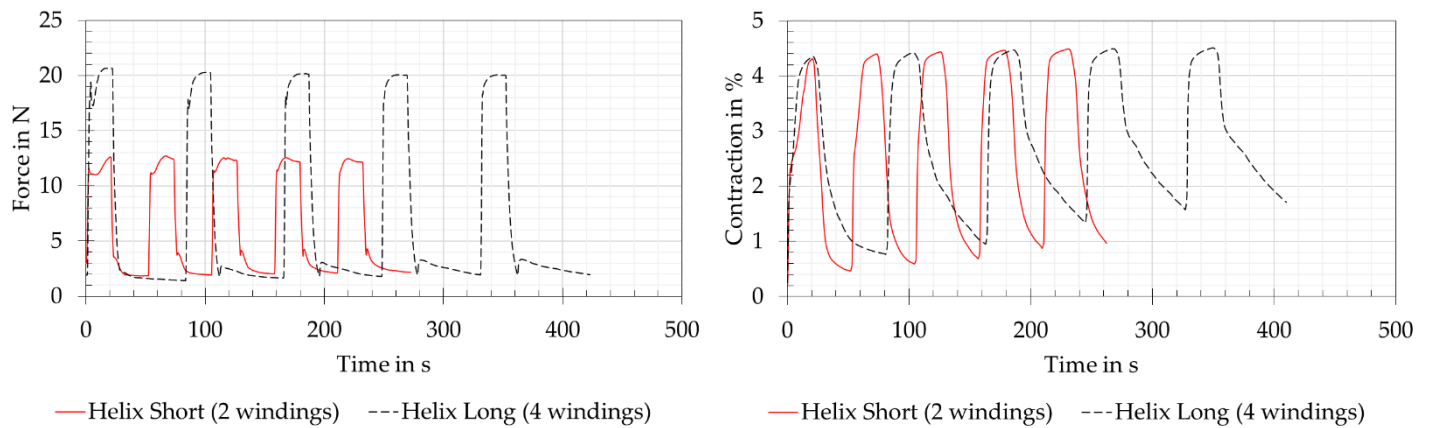 Force in N
25
20
15
10
5
0
0 100 200 300 400 500
Time in s
Helix Short (2 windings) Helix Long (4 windings)
Contraction in %
5
4
3
2
1
0
0 100 200 300 400 500
Time in s
Helix Short (2 windings) Helix Long (4 windings)